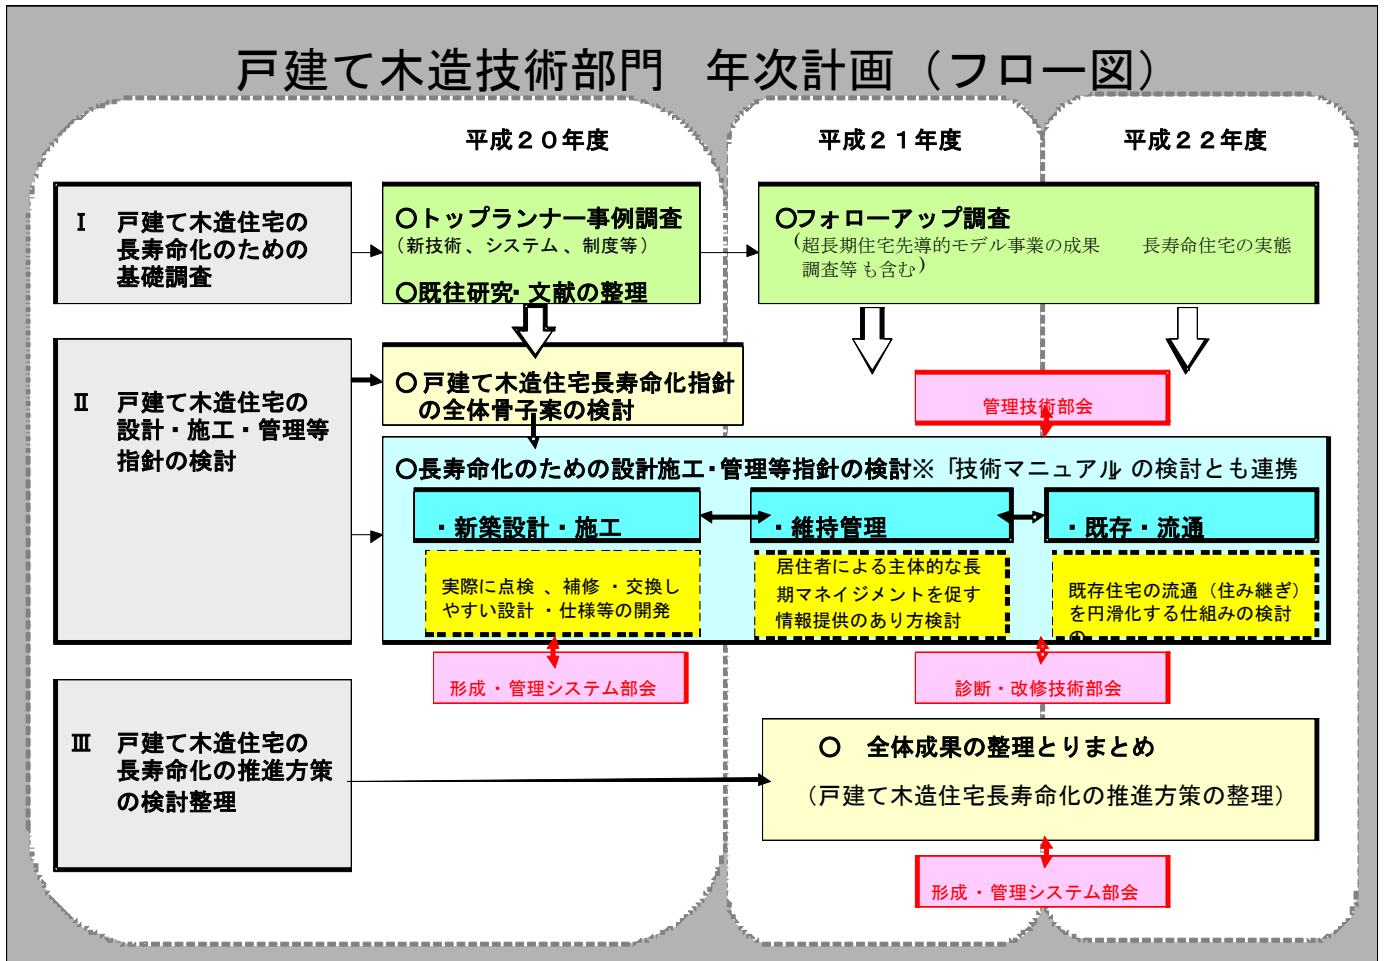 戸建て木造技術部門　年次計画（フロー図）
平成２０年度
平成２１年度
平成２２年度
Ⅰ　戸建て木造住宅の
長寿命化のための
基礎調査
〇トップランナー事例調査
（新技術、システム、制度等）
〇既往研究・文献の整理
〇フォローアップ調査
（超長期住宅先導的モデル事業の成果　長寿命住宅の実態
調査等も含む）
Ⅱ　戸建て木造住宅の
設計・施工・管理等
指針の検討
〇戸建て木造住宅長寿命化指針
の全体骨子案の検討
管理技術部会
〇長寿命化のための設計施工・管理等指針の検討※「技術マニュアル」の検討とも連携
・新築設計・施工
・維持管理
・既存・流通
実際に点検、補修・交換し
やすい設計・仕様等の開発
居住者による主体的な長
期マネイジメントを促す
情報提供のあり方検討
既存住宅の流通（住み継ぎ）
を円滑化する仕組みの検討
の
形成・管理システム部会
診断・改修技術部会
Ⅲ　戸建て木造住宅の
長寿命化の推進方策
の検討整理
〇　全体成果の整理とりまとめ
（戸建て木造住宅長寿命化の推進方策の整理）
形成・管理システム部会